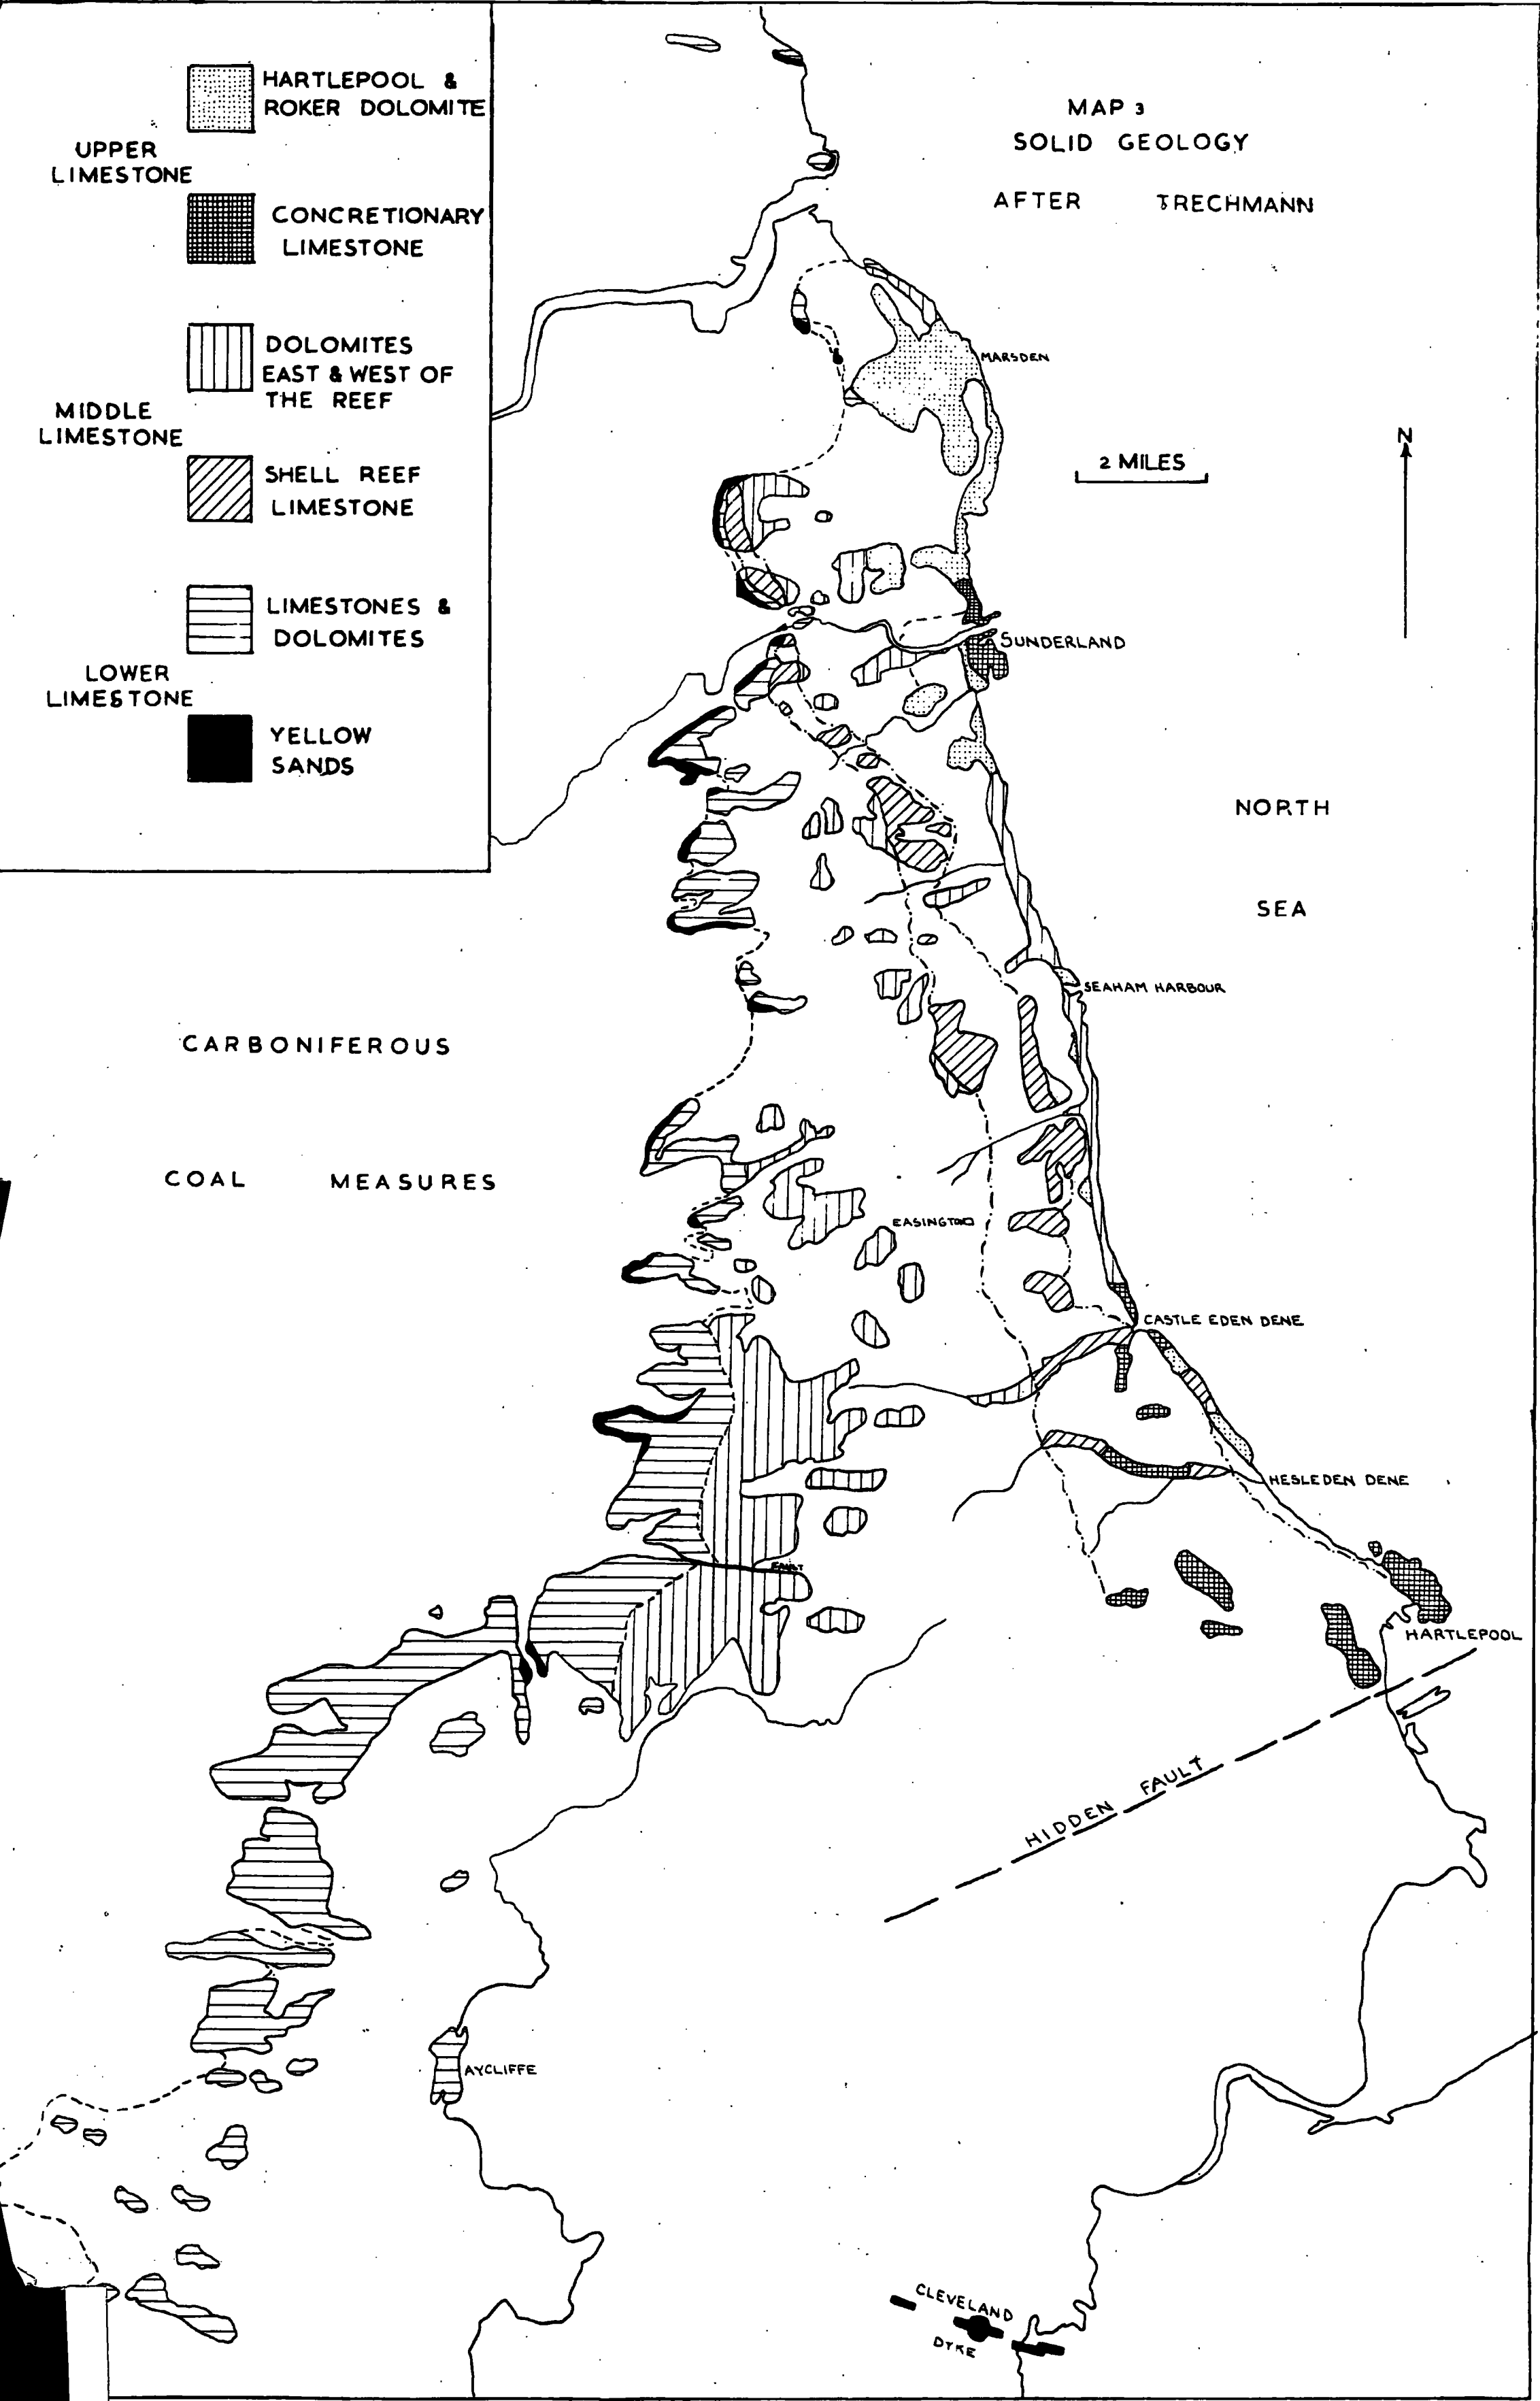 HARTLEPOOL &
ROKER DOLOMITE
UPPER
LIMESTONE
CONCRETIONARY
LIMESTONE
DOLOMITES
EAST & WEST OF
THE REEF
MIDDLE
LIMESTONE
SHELL REEF
LIMESTONE
LIMESTONES &
DOLOMITES
LOWER
LIMESTONE
YELLOW
SANDS
MAP 3
SOLID GEOLOGY
AFTER TRECHMANN
MARSDEN
N
2 MILES
SUNDERLAND
NORTH
SEA
SEAHAM HARBOUR
CARBONIFEROUS
COAL MEASURES
EASINGTON
CASTLE EDEN DENE
HESLEDEN DENE
FAULT
HARTLEPOOL
HIDDEN FAULT
AYCLIFFE
CLEVELAND
DYKE